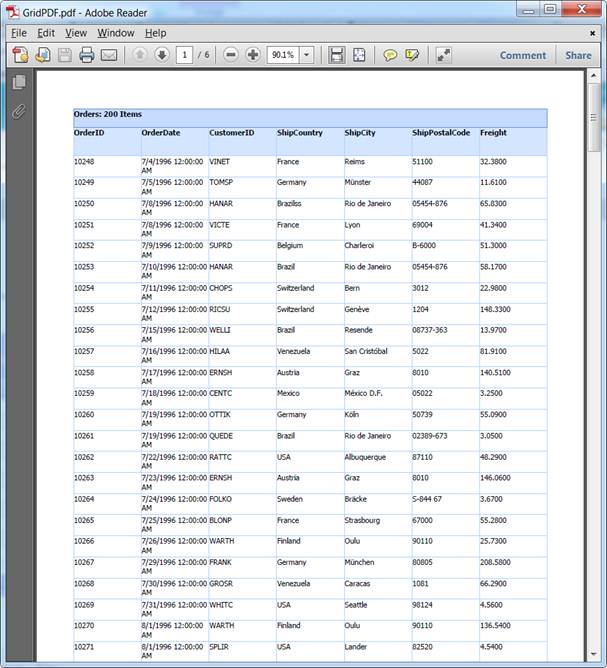 GridPDF.pdf - Adobe Reader
File Edit View Window Help
1 / 6 90.1% Comment Share
Orders: 200 Items
OrderID OrderDate CustomerID ShipCountry ShipCity ShipPostalCode Freight
10248 7/4/1996 12:00:00 AM VINET France Reims 51100 32.3800
10249 7/5/1996 12:00:00 AM TOMSP Germany Münster 44087 11.6100
10250 7/8/1996 12:00:00 AM HANAR Brazilss Rio de Janeiro 05454-876 65.8300
10251 7/8/1996 12:00:00 AM VICTE France Lyon 69004 41.3400
10252 7/9/1996 12:00:00 AM SUPRD Belgium Charleroi B-6000 51.3000
10253 7/10/1996 12:00:00 AM HANAR Brazil Rio de Janeiro 05454-876 58.1700
10254 7/11/1996 12:00:00 AM CHOPS Switzerland Bern 3012 22.9800
10255 7/12/1996 12:00:00 AM RICSU Switzerland Genève 1204 148.3300
10256 7/15/1996 12:00:00 AM WELLI Brazil Resende 08737-363 13.9700
10257 7/16/1996 12:00:00 AM HILAA Venezuela San Cristóbal 5022 81.9100
10258 7/17/1996 12:00:00 AM ERNSH Austria Graz 8010 140.5100
10259 7/18/1996 12:00:00 AM CENTC Mexico México D.F. 05022 3.2500
10260 7/19/1996 12:00:00 AM OTTIK Germany Köln 50739 55.0900
10261 7/19/1996 12:00:00 AM QUEDE Brazil Rio de Janeiro 02389-673 3.0500
10262 7/22/1996 12:00:00 AM RATTC USA Albuquerque 87110 48.2900
10263 7/23/1996 12:00:00 AM ERNSH Austria Graz 8010 146.0600
10264 7/24/1996 12:00:00 AM FOLKO Sweden Bräcke S-844 67 3.6700
10265 7/25/1996 12:00:00 AM BLONP France Strasbourg 67000 55.2800
10266 7/26/1996 12:00:00 AM WARTH Finland Oulu 90110 25.7300
10267 7/29/1996 12:00:00 AM FRANK Germany München 80805 208.5800
10268 7/30/1996 12:00:00 AM GROSR Venezuela Caracas 1081 66.2900
10269 7/31/1996 12:00:00 AM WHITC USA Seattle 98124 4.5600
10270 8/1/1996 12:00:00 AM WARTH Finland Oulu 90110 136.5400
10271 8/1/1996 12:00:00 AM SPLIR USA Lander 82520 4.5400